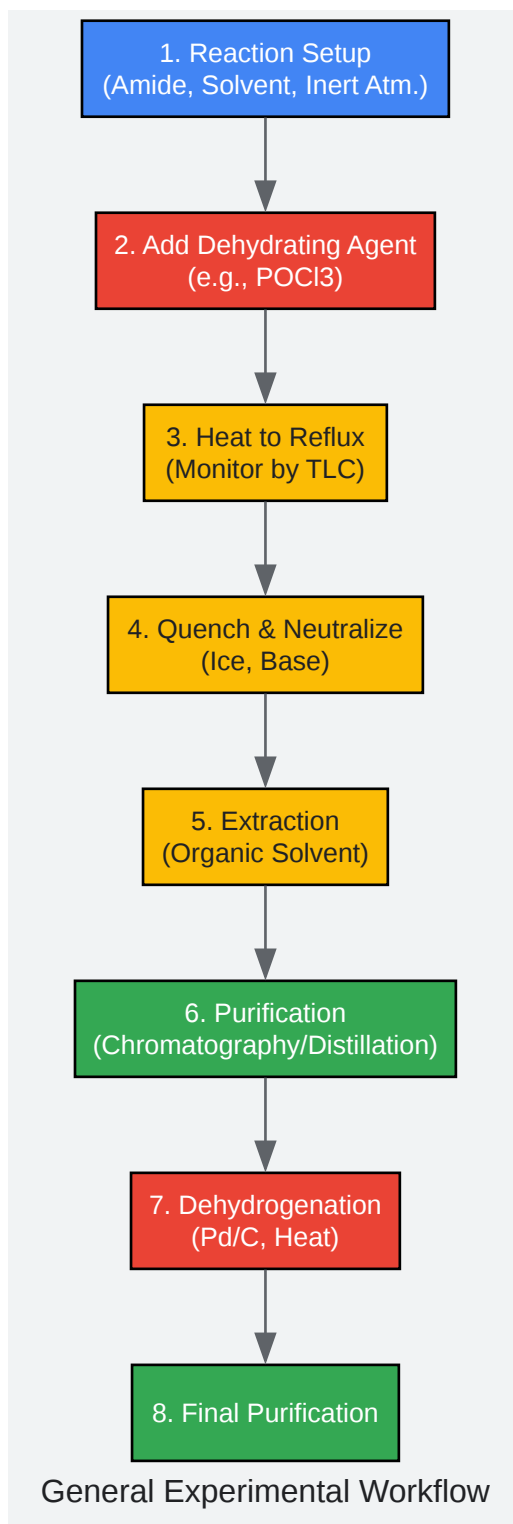 1. Reaction Setup
(Amide, Solvent, Inert Atm.)
2. Add Dehydrating Agent
(e.g., POCl3)
3. Heat to Reflux
(Monitor by TLC)
4. Quench & Neutralize
(Ice, Base)
5. Extraction
(Organic Solvent)
6. Purification
(Chromatography/Distillation)
7. Dehydrogenation
(Pd/C, Heat)
8. Final Purification
General Experimental Workflow